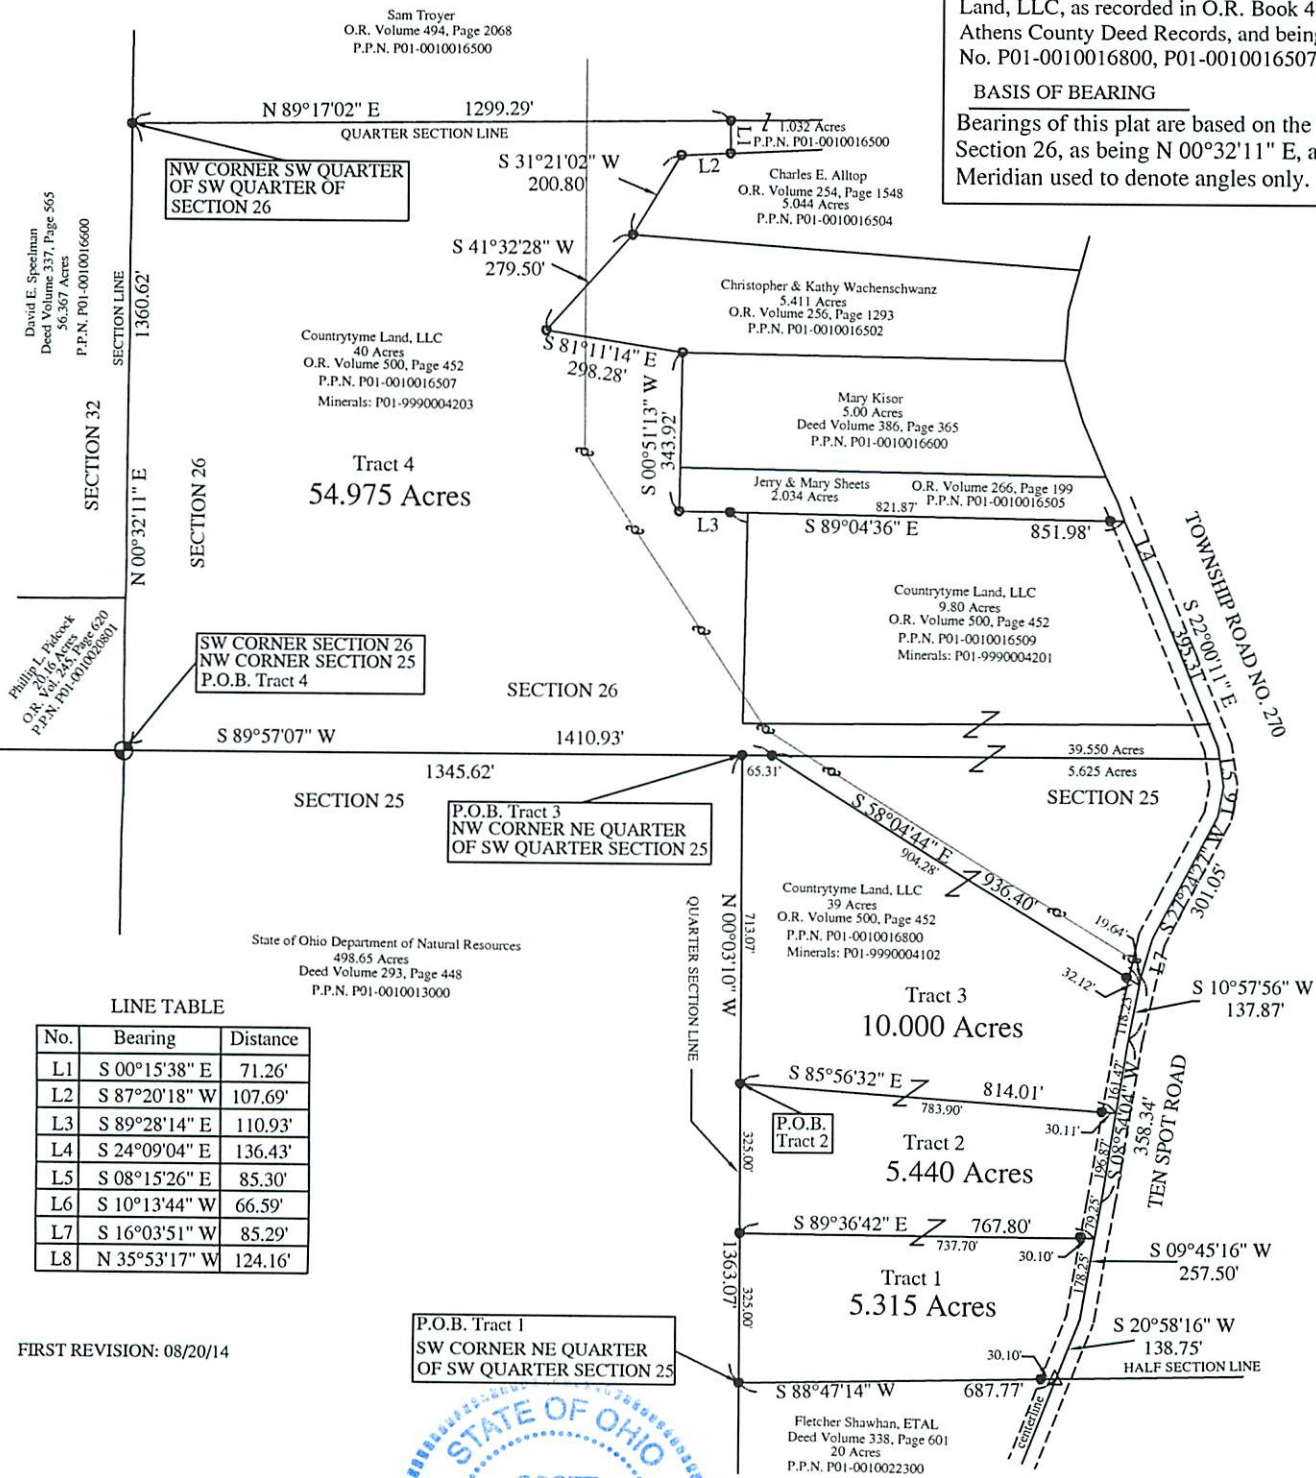 Sam Troyer
O.R. Volume 494, Page 2068
P.P.N. P01-0010016500
Land, LLC, as recorded in O.R. Book 4
Athens County Deed Records, and being
No. P01-0010016800, P01-0010016507
BASIS OF BEARING
Bearings of this plat are based on the
Section 26, as being N 00°32'11" E, a
Meridian used to denote angles only.
N 89°17'02" E 1299.29'
QUARTER SECTION LINE
L1
1.032 Acres
P.P.N. P01-0010016500
NW CORNER SW QUARTER
OF SW QUARTER OF
SECTION 26
S 31°21'02" W
200.80'
L2
Charles E. Alltop
O.R. Volume 254, Page 1548
5.044 Acres
P.P.N. P01-0010016504
David E. Speelman
Deed Volume 337, Page 565
56.367 Acres
P.P.N. P01-0010016600
SECTION LINE
1360.62'
S 41°32'28" W
279.50'
Christopher & Kathy Wachenschwanz
5.411 Acres
O.R. Volume 256, Page 1293
P.P.N. P01-0010016502
Countrytyme Land, LLC
40 Acres
O.R. Volume 500, Page 452
P.P.N. P01-0010016507
Minerals: P01-9990004203
S 81°11'14" E
298.28'
S 00°51'13" W
343.92'
Mary Kisor
5.00 Acres
Deed Volume 386, Page 365
P.P.N. P01-0010016600
SECTION 32
N 00°32'11" E
SECTION 26
Tract 4
54.975 Acres
Jerry & Mary Sheets
2.034 Acres
O.R. Volume 266, Page 199
P.P.N. P01-0010016505
821.87'
L3
S 89°04'36" E 851.98'
L4
TOWNSHIP ROAD NO. 270
S 22°00'11" E
395.31'
Countrytyme Land, LLC
9.80 Acres
O.R. Volume 500, Page 452
P.P.N. P01-0010016509
Minerals: P01-9990004201
Phillip L. Pidcock
20.16 Acres
O.R. Vol. 245, Page 620
P.P.N. P01-0010020801
SW CORNER SECTION 26
NW CORNER SECTION 25
P.O.B. Tract 4
SECTION 26
S 89°57'07" W 1410.93'
39.550 Acres
1345.62'
65.31'
5.625 Acres
L5
SECTION 25
SECTION 25
L6
P.O.B. Tract 3
NW CORNER NE QUARTER
OF SW QUARTER SECTION 25
S 58°04'44" E 936.40'
904.28'
S 27°24'27" W
301.05'
QUARTER SECTION LINE
N 00°03'10" W
713.07'
Countrytyme Land, LLC
39 Acres
O.R. Volume 500, Page 452
P.P.N. P01-0010016800
Minerals: P01-9990004102
19.64'
L7
32.12'
State of Ohio Department of Natural Resources
498.65 Acres
Deed Volume 293, Page 448
P.P.N. P01-0010013000
Tract 3
10.000 Acres
118.23'
S 10°57'56" W
137.87'
LINE TABLE
No. Bearing Distance
L1 S 00°15'38" E 71.26'
L2 S 87°20'18" W 107.69'
L3 S 89°28'14" E 110.93'
L4 S 24°09'04" E 136.43'
L5 S 08°15'26" E 85.30'
L6 S 10°13'44" W 66.59'
L7 S 16°03'51" W 85.29'
L8 N 35°53'17" W 124.16'
S 85°56'32" E 814.01'
783.90'
30.11'
161.47'
S 08°54'04" W
358.34'
TEN SPOT ROAD
P.O.B.
Tract 2
Tract 2
5.440 Acres
325.00'
196.87'
S 89°36'42" E 767.80'
737.70'
30.10'
79.25'
S 09°45'16" W
257.50'
178.25'
Tract 1
5.315 Acres
1363.07'
325.00'
FIRST REVISION: 08/20/14
P.O.B. Tract 1
SW CORNER NE QUARTER
OF SW QUARTER SECTION 25
S 20°58'16" W
138.75'
HALF SECTION LINE
30.10'
S 88°47'14" W 687.77'
centerline
Fletcher Shawhan, ETAL
Deed Volume 338, Page 601
20 Acres
P.P.N. P01-0010022300
STATE OF OHIO